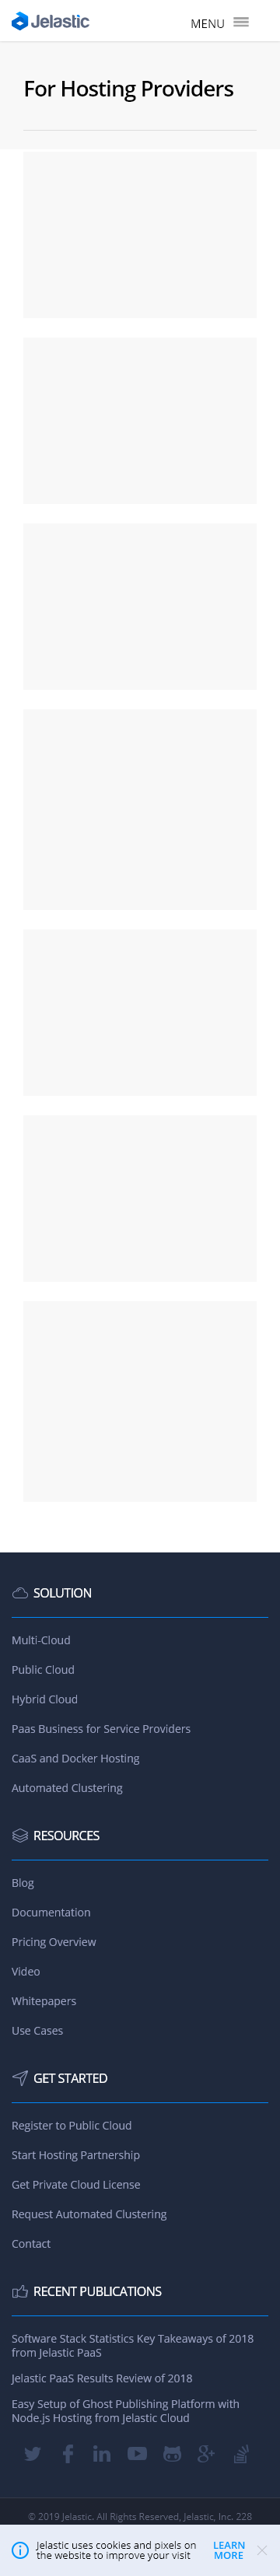 Jelastic
MENU
For Hosting Providers
SOLUTION
Multi-Cloud
Public Cloud
Hybrid Cloud
Paas Business for Service Providers
CaaS and Docker Hosting
Automated Clustering
RESOURCES
Blog
Documentation
Pricing Overview
Video
Whitepapers
Use Cases
GET STARTED
Register to Public Cloud
Start Hosting Partnership
Get Private Cloud License
Request Automated Clustering
Contact
RECENT PUBLICATIONS
Software Stack Statistics Key Takeaways of 2018
from Jelastic PaaS
Jelastic PaaS Results Review of 2018
Easy Setup of Ghost Publishing Platform with
Node.js Hosting from Jelastic Cloud
© 2019 Jelastic. All Rights Reserved, Jelastic, Inc. 228
Jelastic uses cookies and pixels on
the website to improve your visit
LEARN
MORE